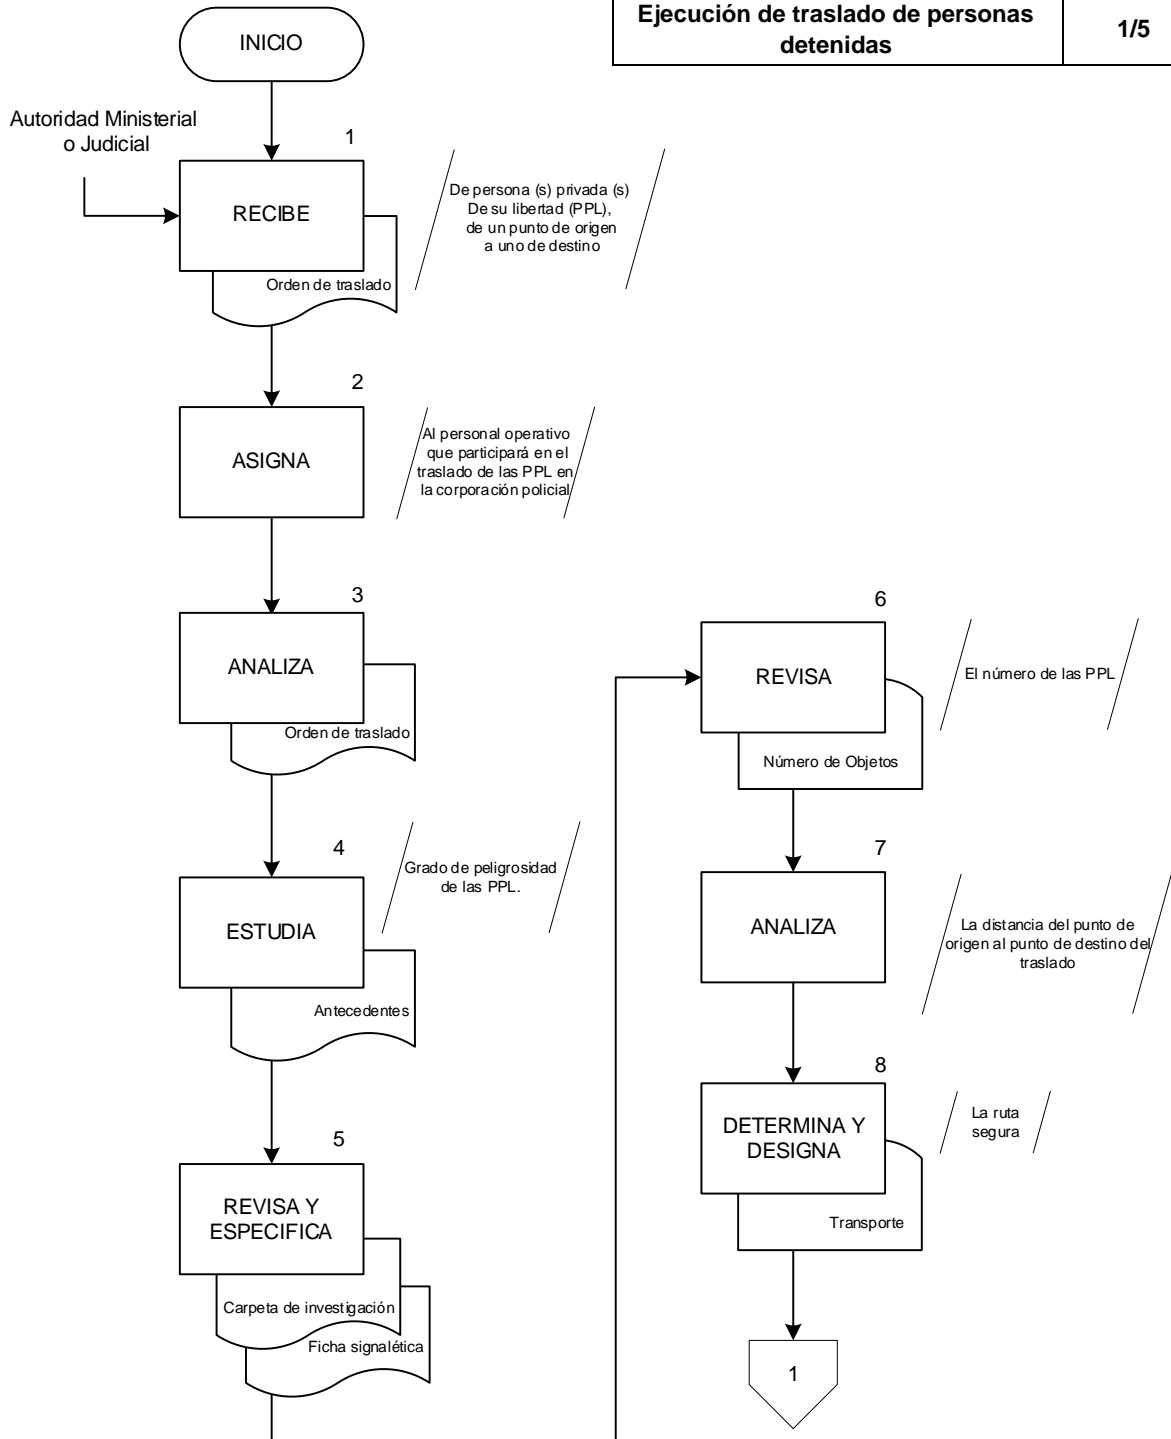 Ejecución de traslado de personas
detenidas
1/5
INICIO
Autoridad Ministerial
o Judicial
1
RECIBE
Orden de traslado
De persona (s) privada (s)
De su libertad (PPL),
de un punto de origen
a uno de destino
2
ASIGNA
Al personal operativo
que participará en el
traslado de las PPL en
la corporación policial
3
ANALIZA
Orden de traslado
4
ESTUDIA
Antecedentes
Grado de peligrosidad
de las PPL.
5
REVISA Y
ESPECIFICA
Carpeta de investigación
Ficha signalética
6
REVISA
Número de Objetos
El número de las PPL
7
ANALIZA
La distancia del punto de
origen al punto de destino del
traslado
8
DETERMINA Y
DESIGNA
Transporte
La ruta
segura
1